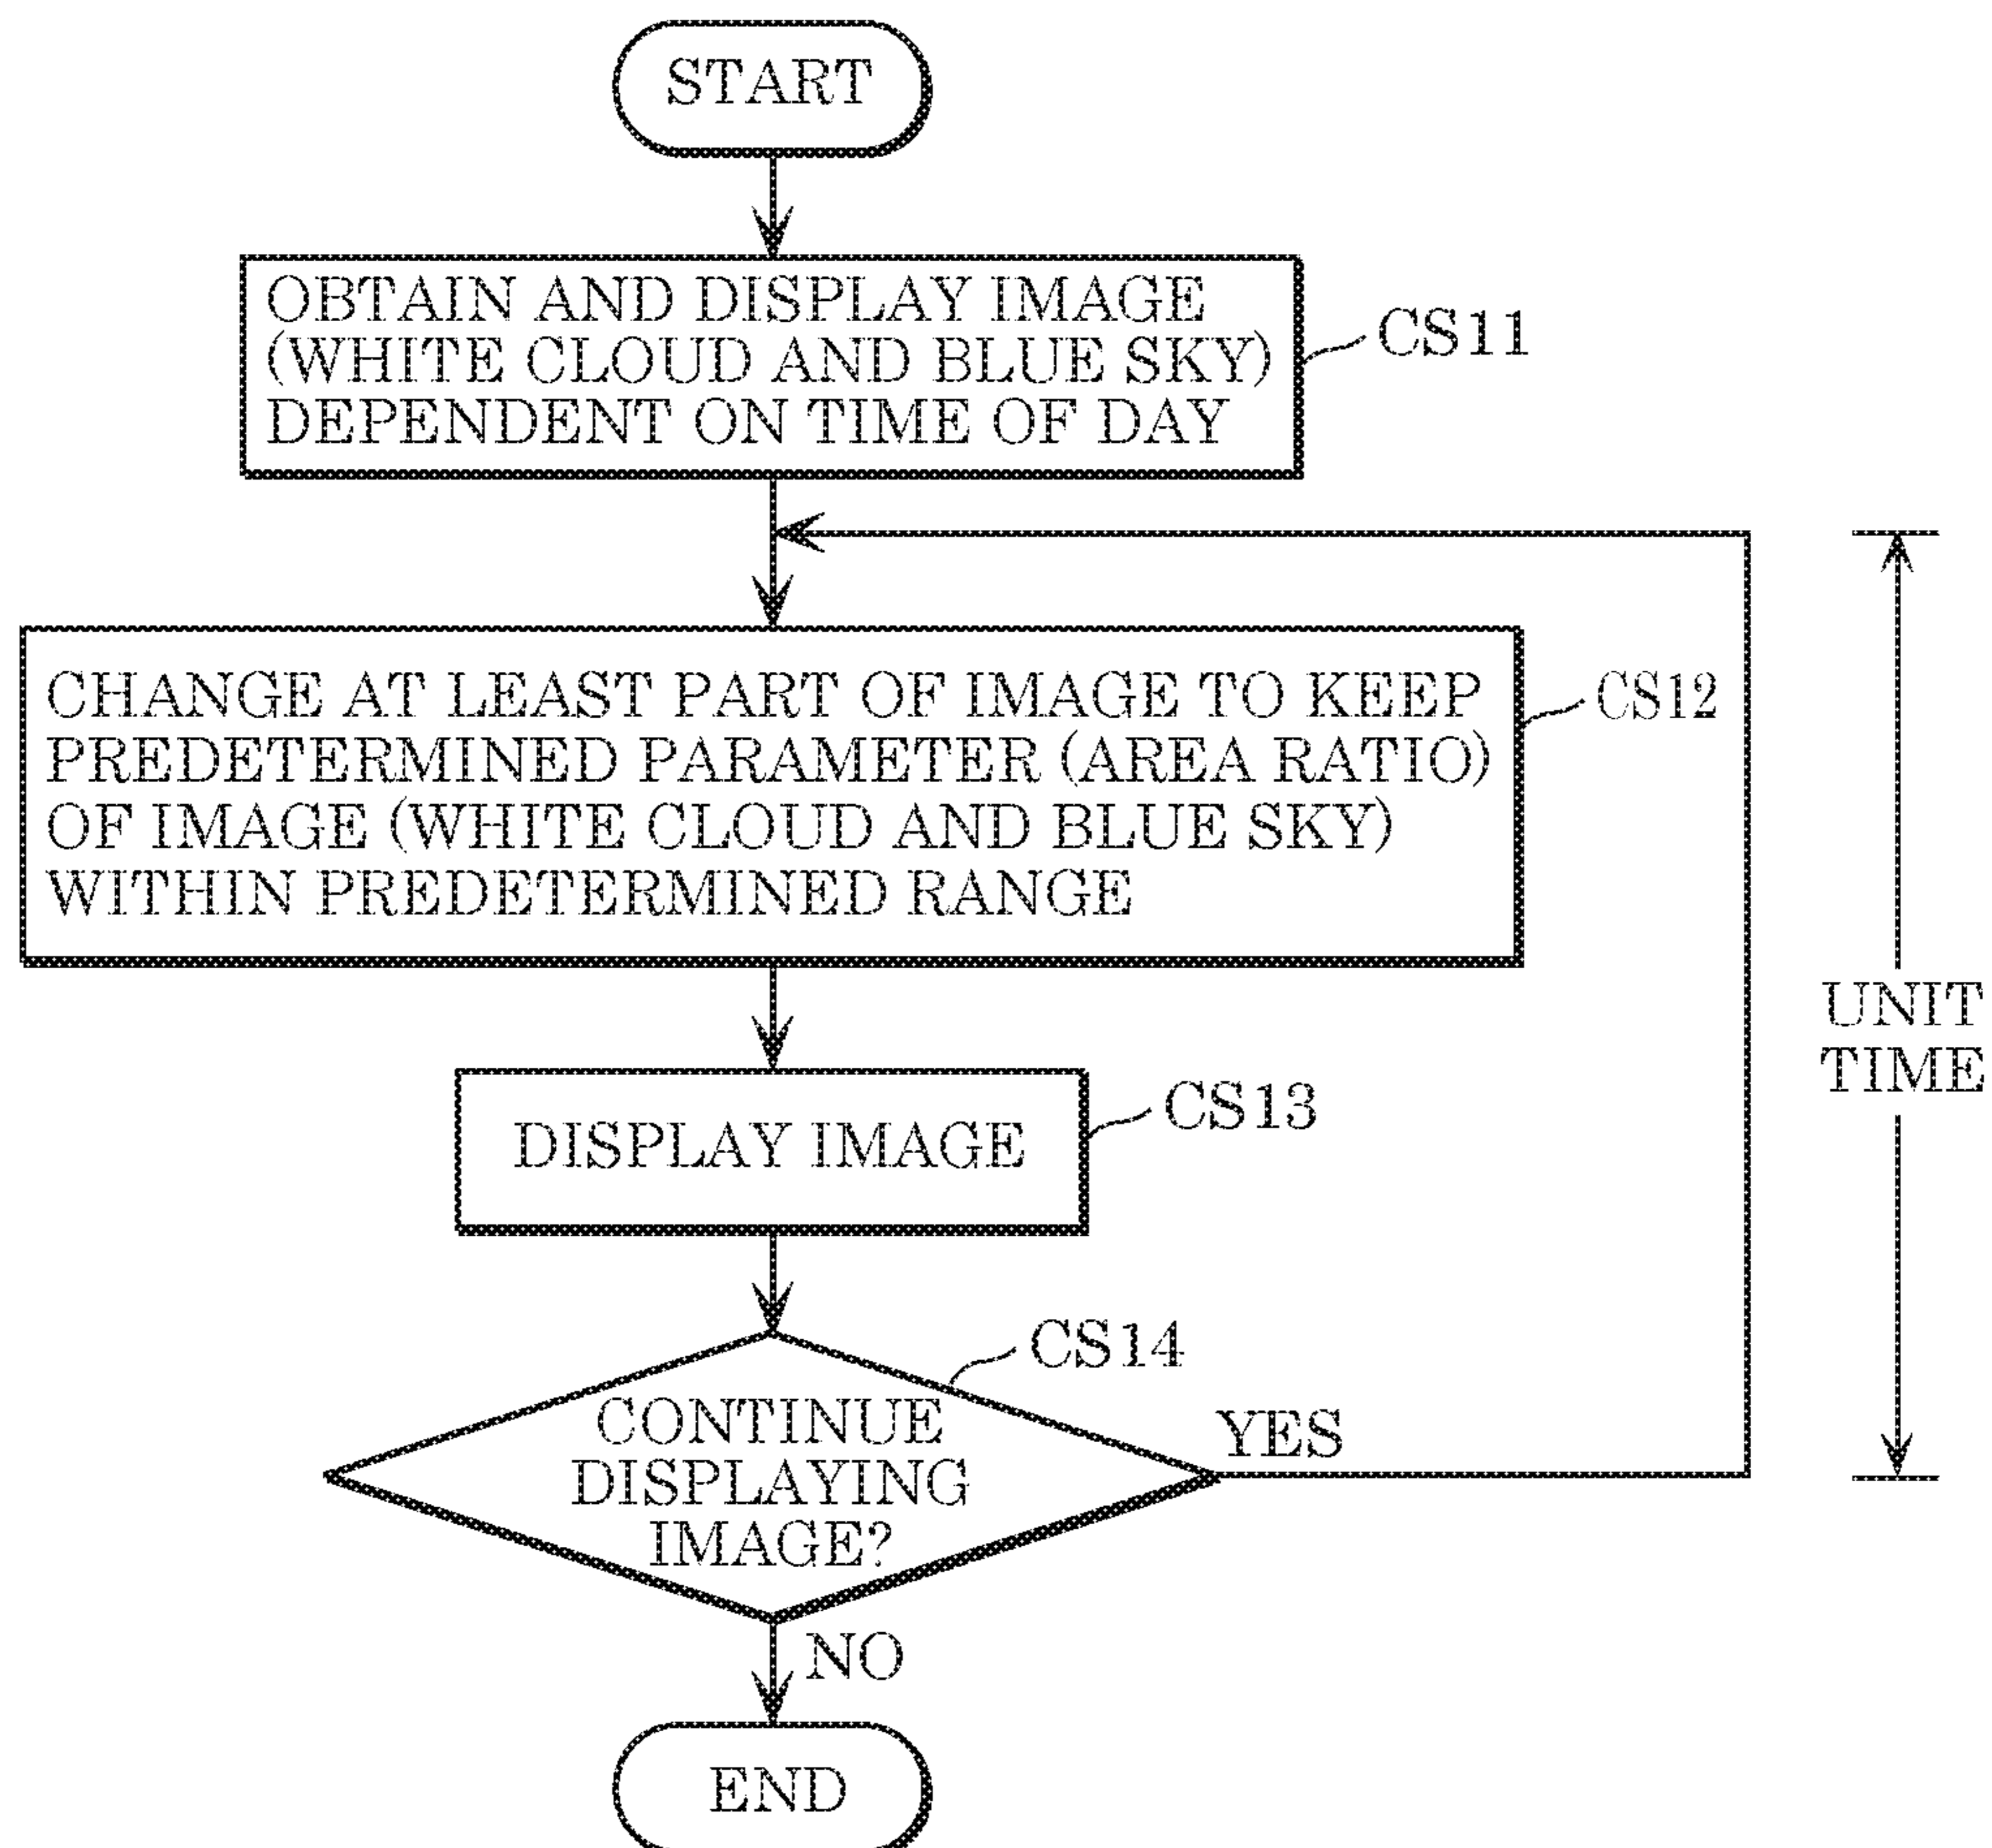 START
OBTAIN AND DISPLAY IMAGE
(WHITE CLOUD AND BLUE SKY)
DEPENDENT ON TIME OF DAY
CS11
CHANGE AT LEAST PART OF IMAGE TO KEEP
PREDETERMINED PARAMETER (AREA RATIO)
OF IMAGE (WHITE CLOUD AND BLUE SKY)
WITHIN PREDETERMINED RANGE
CS12
UNIT
TIME
DISPLAY IMAGE
CS13
CONTINUE
DISPLAYING
IMAGE?
CS14
YES
NO
END